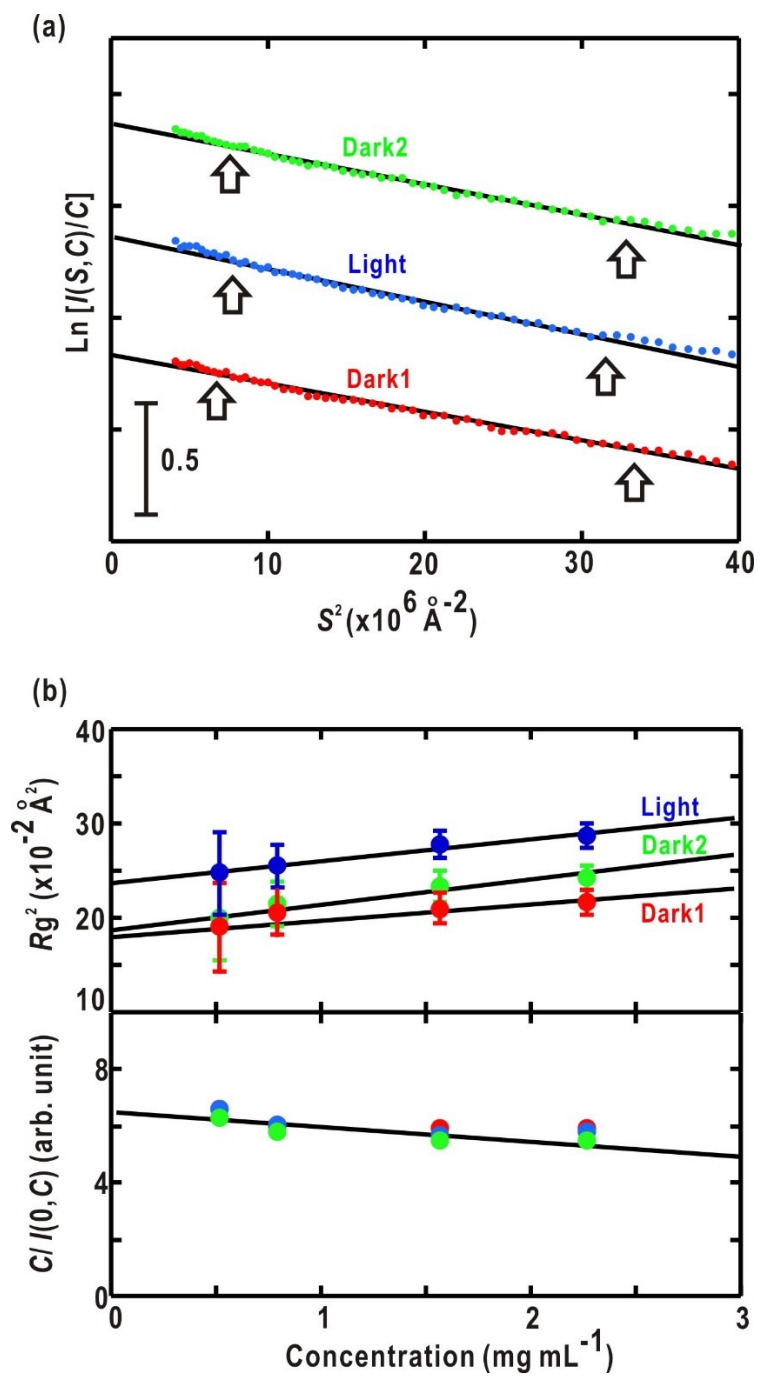 (a)
Dark2
Light
Dark1
0.5
Ln [I(S,C)/C]
0 10 20 30 40
S² (x10⁶ Å⁻²)
(b)
40
30
20
10
Rg² (x10⁻² Å²)
Light
Dark2
Dark1
8
4
0
C/ I(0,C) (arb. unit)
0 1 2 3
Concentration (mg mL⁻¹)